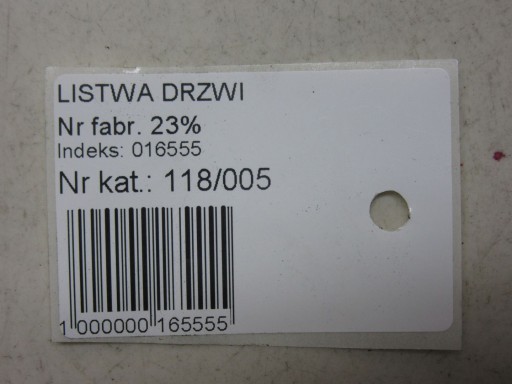 LISTWA DRZWI
Nr fabr. 23%
Indeks: 016555
Nr kat.: 118/005
1 000000 165555